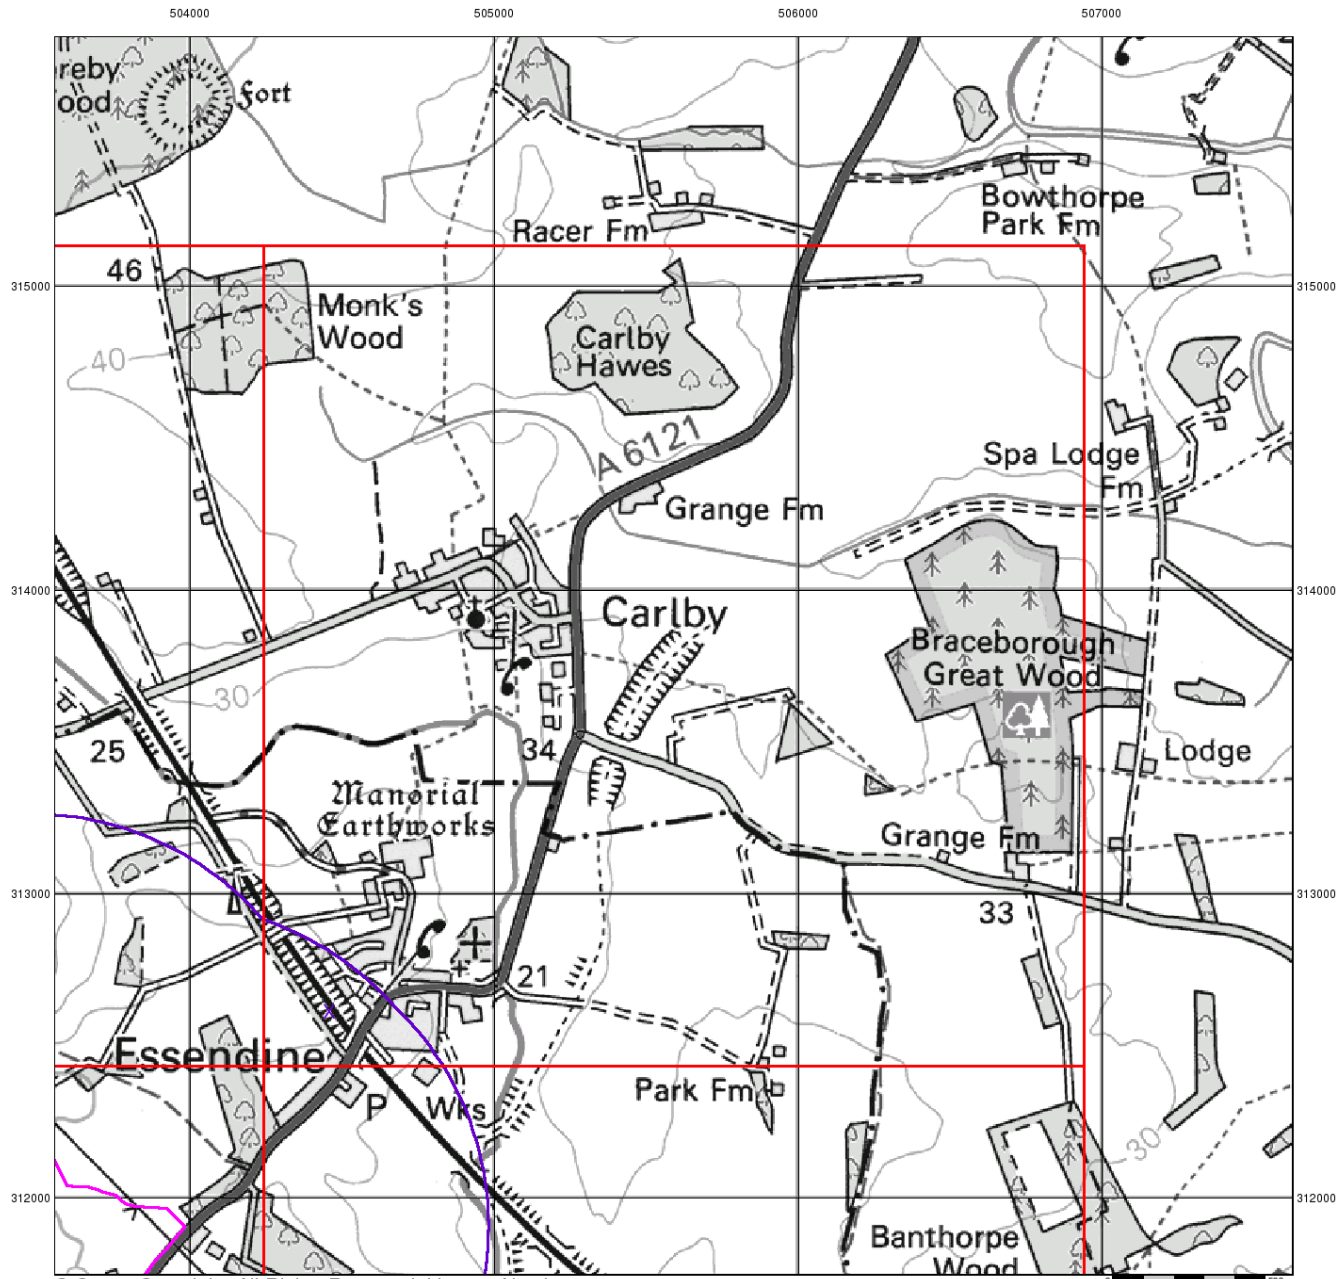 504000 505000 506000 507000
reby
ood
Fort
Bowthorpe
Park Fm
Racer Fm
46
315000 315000
Monk's
Wood
Carlby
Hawes
40
A 6121
Spa Lodge
Fm
Grange Fm
314000 314000
Carlby
Braceborough
Great Wood
30
25
34
Lodge
Manorial
Earthworks
Grange Fm
313000 313000
33
21
Essendine
Park Fm
P
Wks
30
312000 312000
Banthorpe
Wood